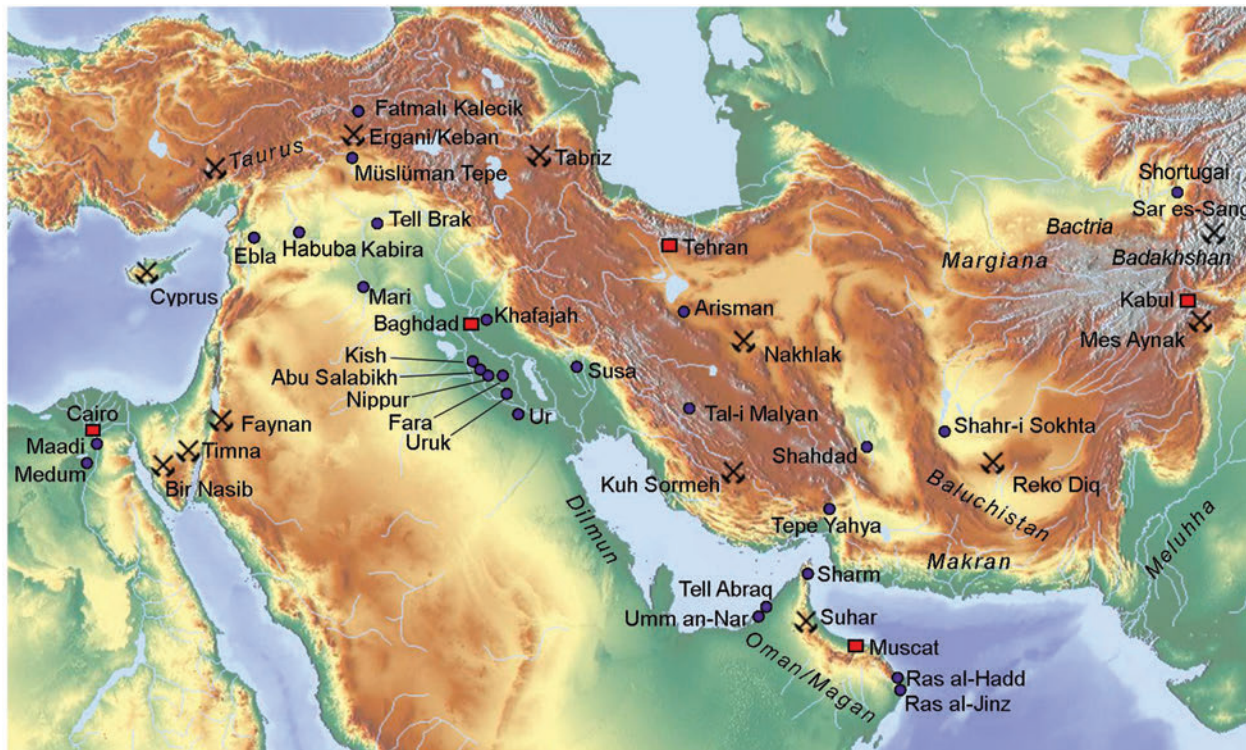 Fatmalı Kalecik
Ergani/Keban
Taurus
Tabriz
Müslüman Tepe
Shortugai
Sar es-Sang
Tell Brak
Bactria
Ebla
Habuba Kabira
Tehran
Margiana
Badakhshan
Cyprus
Mari
Kabul
Khafajah
Arisman
Baghdad
Mes Aynak
Nakhlak
Kish
Abu Salabikh
Susa
Nippur
Cairo
Faynan
Fara
Ur
Tal-i Malyan
Uruk
Shahr-i Sokhta
Maadi
Timna
Shahdad
Medum
Bir Nasib
Kuh Sormeh
Reko Diq
Baluchistan
Dilmun
Tepe Yahya
Meluhha
Makran
Sharm
Tell Abraq
Umm an-Nar
Suhar
Oman/Magan
Muscat
Ras al-Hadd
Ras al-Jinz